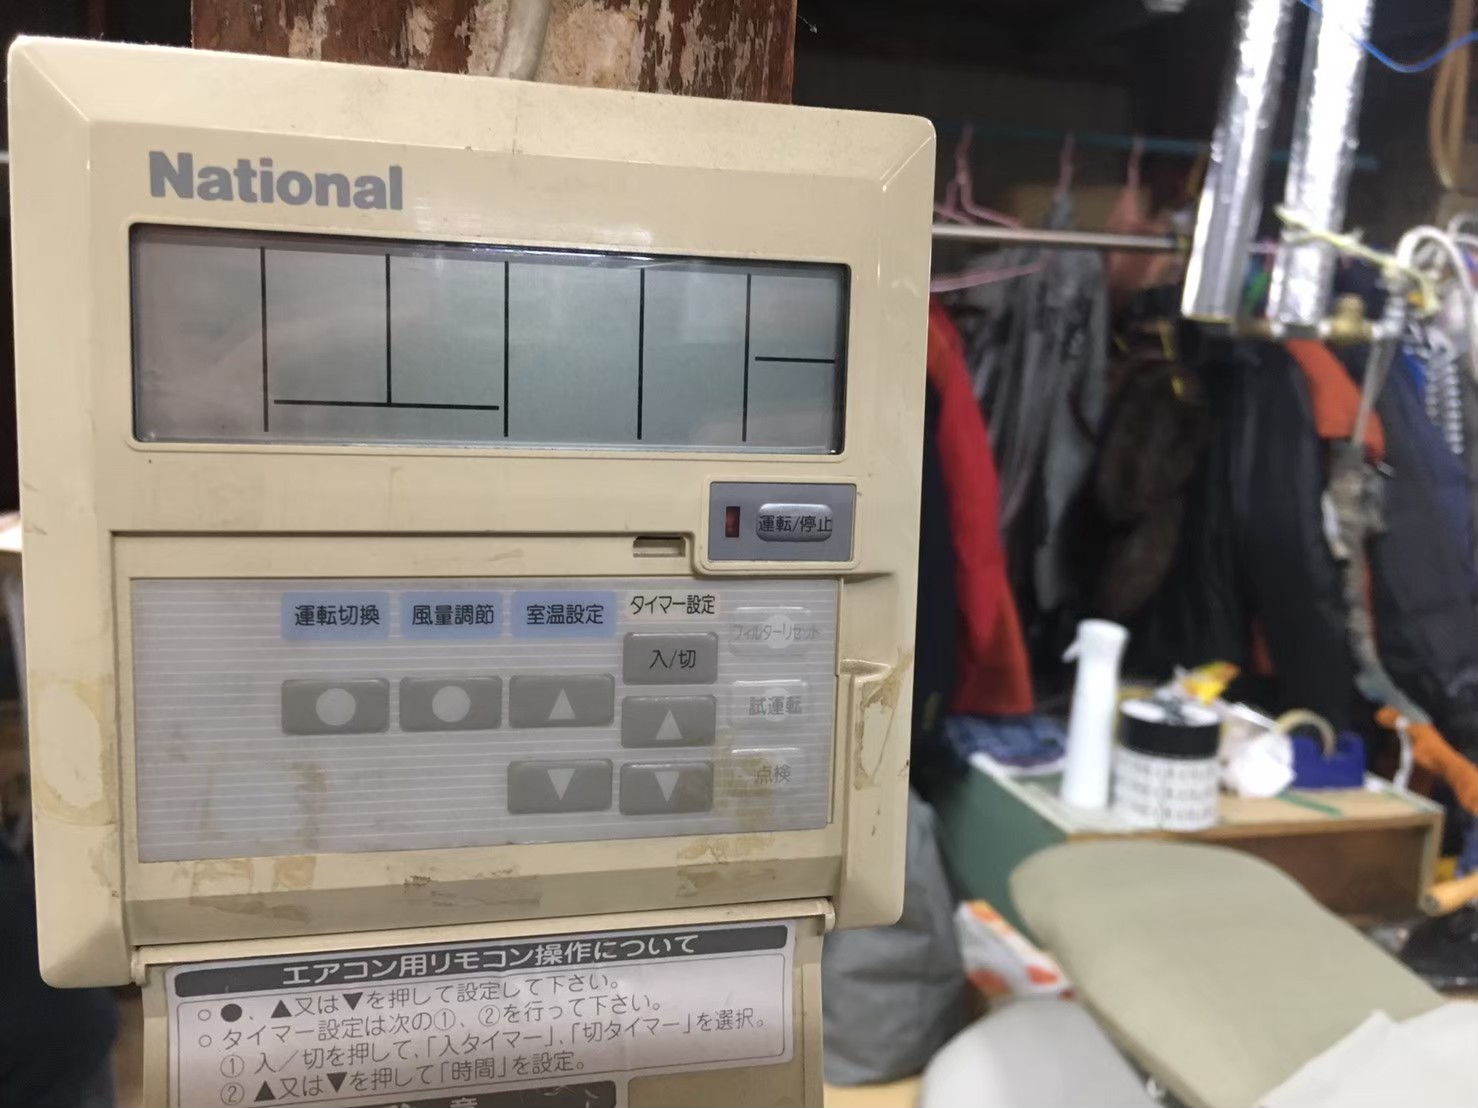 National
運転/停止
運転切換 風量調節 室温設定 タイマー設定
フィルターリセット
入/切
試運転
点検
エアコン用リモコン操作について
○ ●、▲又は▼を押して設定して下さい。
○ タイマー設定は次の①、②を行って下さい。
① 入/切を押して、「入タイマー」、「切タイマー」を選択。
② ▲又は▼を押して「時間」を設定。